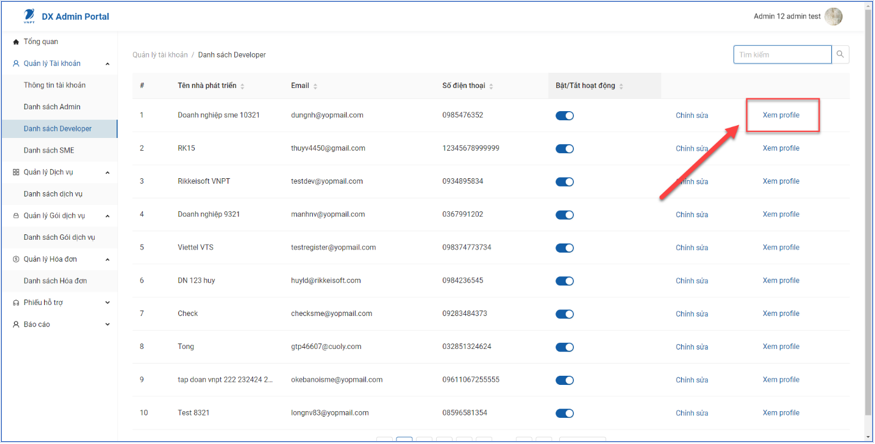 VNPT
DX Admin Portal
Admin 12 admin test
Tổng quan
Quản lý Tài khoản
Thông tin tài khoản
Danh sách Admin
Danh sách Developer
Danh sách SME
Quản lý Dịch vụ
Danh sách dịch vụ
Quản lý Gói dịch vụ
Danh sách Gói dịch vụ
Quản lý Hóa đơn
Danh sách Hóa đơn
Phiếu hỗ trợ
Báo cáo
Quản lý tài khoản / Danh sách Developer
Tìm kiếm
# Tên nhà phát triển Email Số điện thoại Bật/Tắt hoạt động
1 Doanh nghiệp sme 10321 dungnh@yopmail.com 0985476352 Chỉnh sửa Xem profile
2 RK15 thuyv4450@gmail.com 12345678999999 Chỉnh sửa Xem profile
3 Rikkeisoft VNPT testdev@yopmail.com 0934895834 Chỉnh sửa Xem profile
4 Doanh nghiệp 9321 manhnv@yopmail.com 0367991202 Chỉnh sửa Xem profile
5 Viettel VTS testregister@yopmail.com 098374773734 Chỉnh sửa Xem profile
6 DN 123 huy huyld@rikkeisoft.com 0984236545 Chỉnh sửa Xem profile
7 Check checksme@yopmail.com 09283484373 Chỉnh sửa Xem profile
8 Tong gtp46607@cuoly.com 032851324624 Chỉnh sửa Xem profile
9 tap doan vnpt 222 232424 2... okebanoisme@yopmail.com 09611067255555 Chỉnh sửa Xem profile
10 Test 8321 longnv83@yopmail.com 08596581354 Chỉnh sửa Xem profile